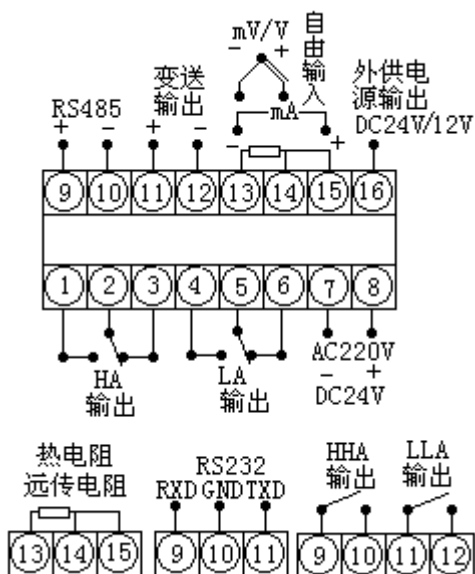 mV/V
- +
自由输入
变送
输出
外供电
源输出
RS485
mA
DC24V/12V
+ - + - - +
9 10 11 12 13 14 15 16
1 2 3 4 5 6 7 8
HA
输出
LA
输出
AC220V
- +
DC24V
热电阻
远传电阻
RS232
RXD GND TXD
HHA
输出
LLA
输出
13 14 15
9 10 11
9 10 11 12